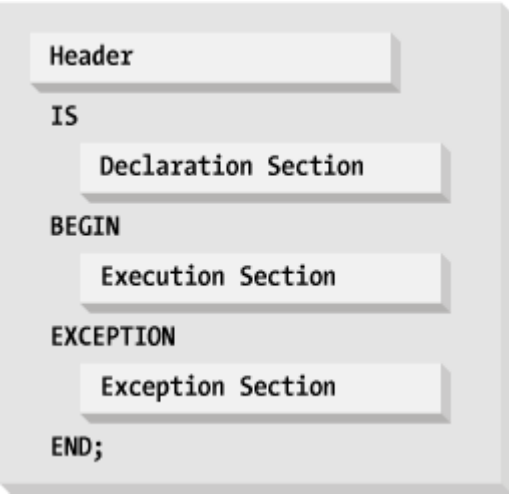 Header
IS
Declaration Section
BEGIN
Execution Section
EXCEPTION
Exception Section
END;